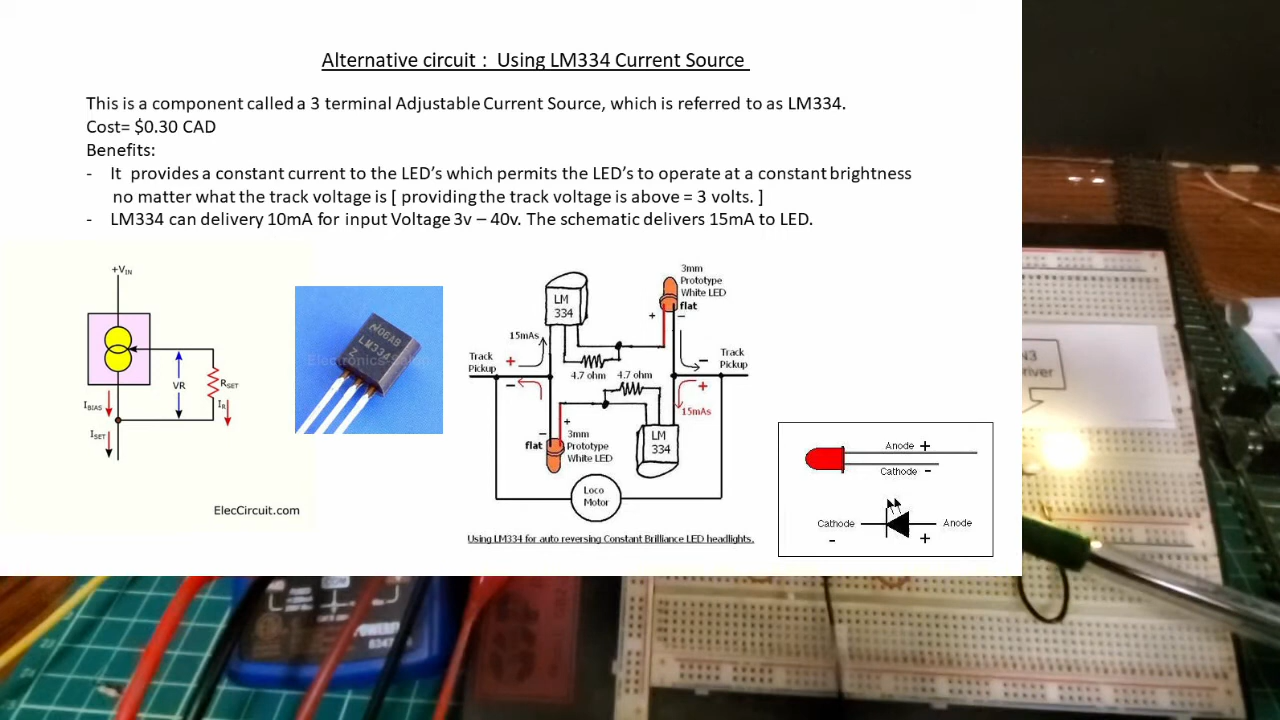 Alternative circuit : Using LM334 Current Source
This is a component called a 3 terminal Adjustable Current Source, which is referred to as LM334.
Cost= $0.30 CAD
Benefits:
- It provides a constant current to the LED's which permits the LED's to operate at a constant brightness
no matter what the track voltage is [ providing the track voltage is above = 3 volts. ]
- LM334 can delivery 10mA for input Voltage 3v – 40v. The schematic delivers 15mA to LED.
+VIN
VR
RSET
IBIAS
IR
ISET
ElecCircuit.com
LM334
Z
LM
334
3mm
Prototype
White LED
flat
+
−
15mAs
Track
Pickup
+
−
4.7 ohm
4.7 ohm
−
+
Track
Pickup
15mAs
−
+
flat
3mm
Prototype
White LED
LM
334
Loco
Motor
Using LM334 for auto reversing Constant Brilliance LED headlights.
Anode +
Cathode −
Cathode
−
Anode
+
N3
river